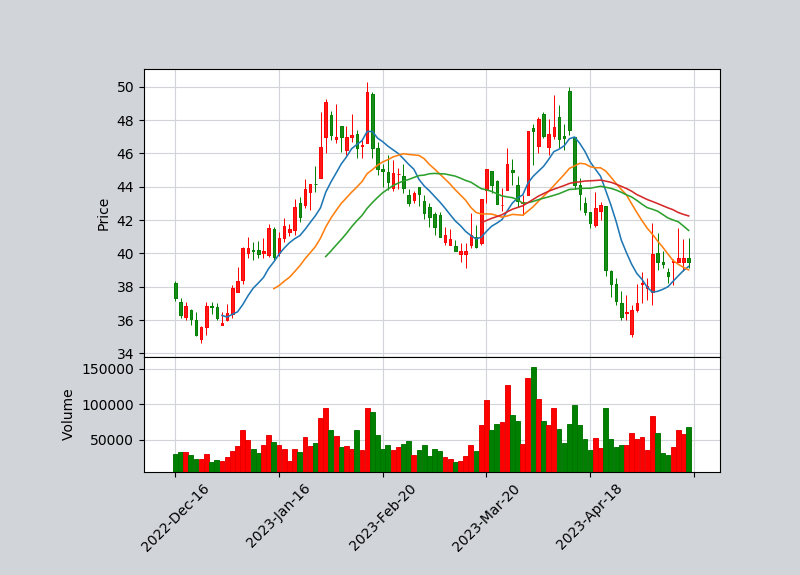 50
48
46
44
42
40
38
36
34
Price
150000
100000
50000
Volume
2022-Dec-16
2023-Jan-16
2023-Feb-20
2023-Mar-20
2023-Apr-18